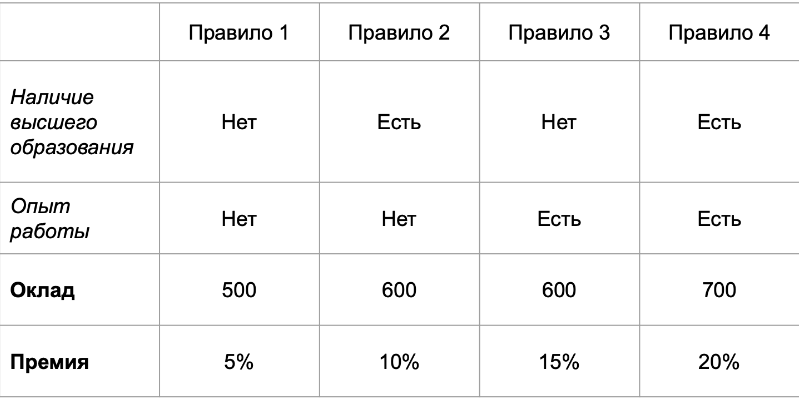 Правило 1 Правило 2 Правило 3 Правило 4
Наличие
высшего
образования
Нет Есть Нет Есть
Опыт
работы
Нет Нет Есть Есть
Оклад 500 600 600 700
Премия 5% 10% 15% 20%